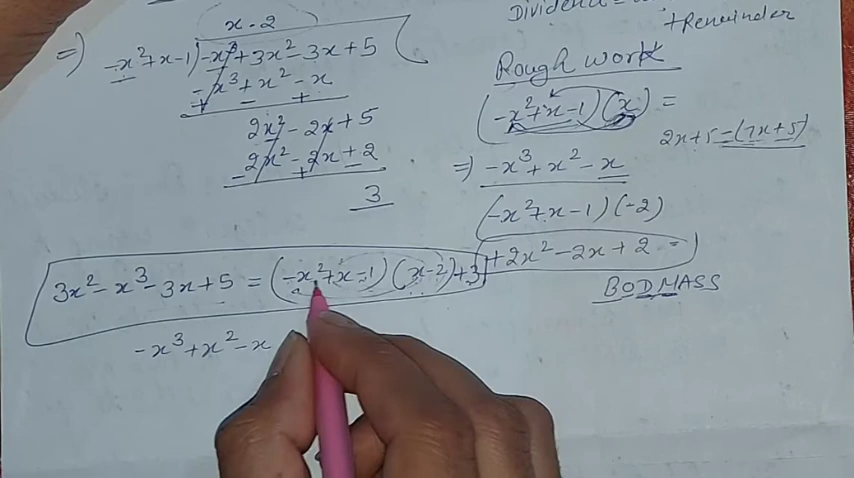 x - 2
⇒ -x²+x-1) -x³+3x²-3x+5
-x³+x²-x
+ - +
2x²-2x+5
2x²-2x+2
- + -
3
3x²-x³-3x+5 = (-x²+x-1)(x-2)+3
-x³+x²-x
+Remainder
Rough work
(-x²+x-1)(x) =
2x+5-(7x+5)
⇒ -x³+x²-x
(-x²+x-1)(-2)
+2x²-2x+2 =
BODMASS